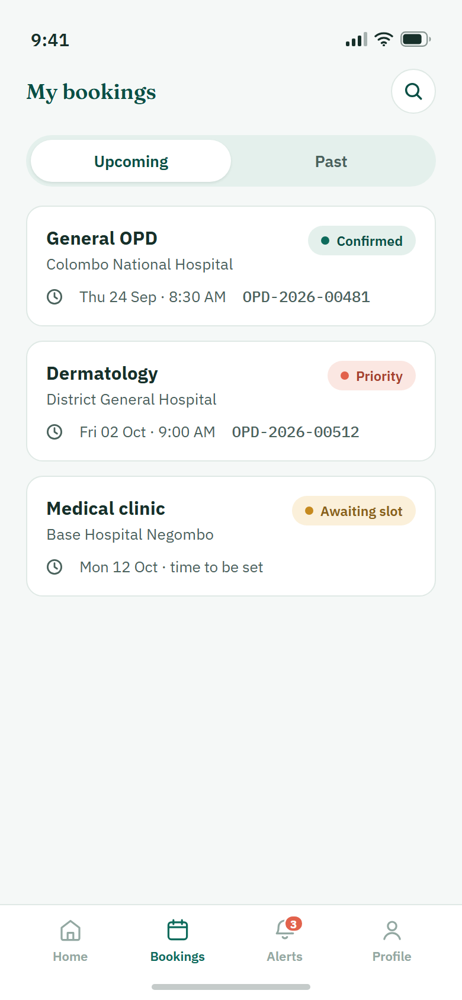 9:41
My bookings
Upcoming Past
General OPD Confirmed
Colombo National Hospital
Thu 24 Sep · 8:30 AM OPD-2026-00481
Dermatology Priority
District General Hospital
Fri 02 Oct · 9:00 AM OPD-2026-00512
Medical clinic Awaiting slot
Base Hospital Negombo
Mon 12 Oct · time to be set
3
Home Bookings Alerts Profile